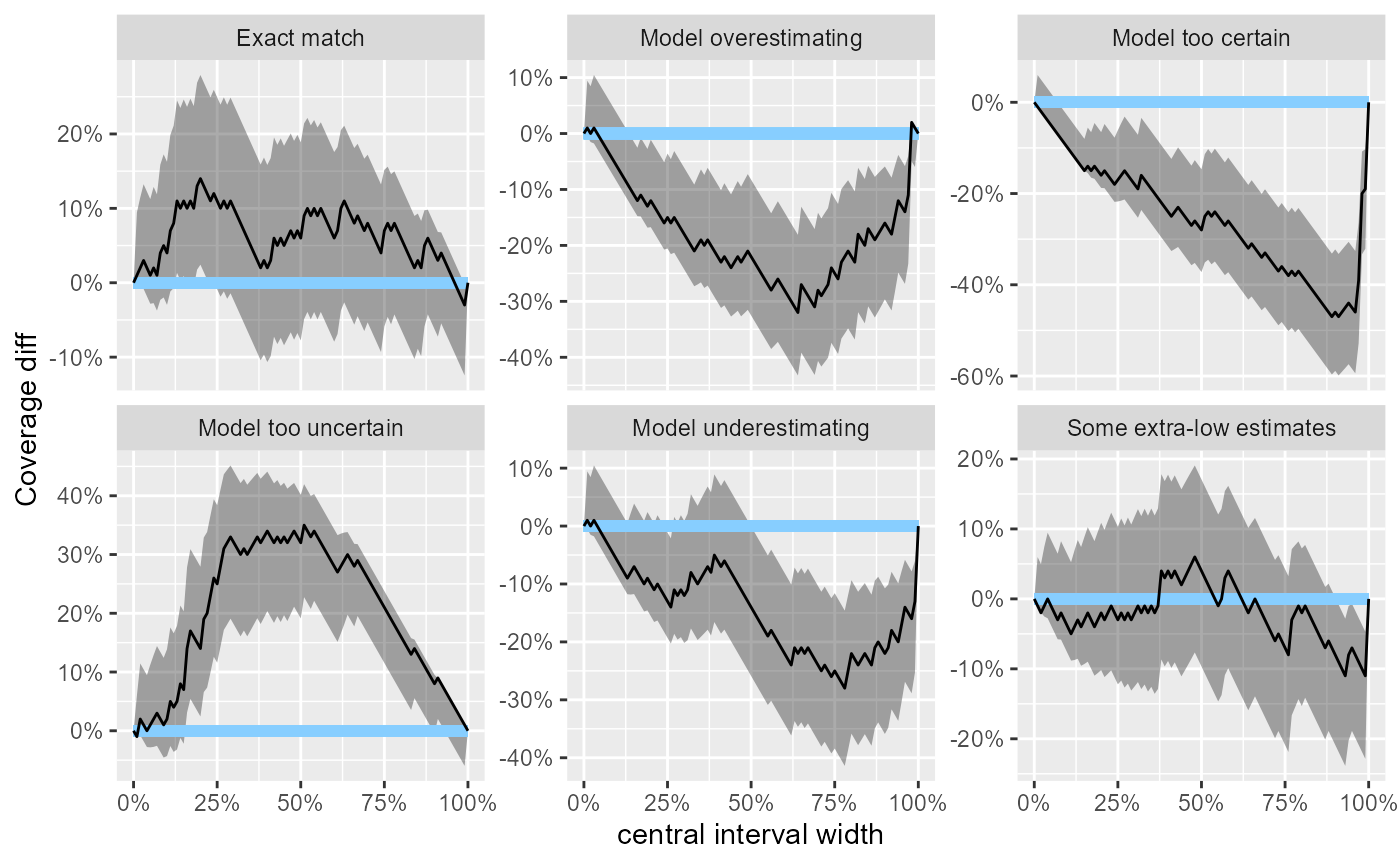 Exact match
Model overestimating
Model too certain
20%
10%
0%
-10%
10%
0%
-10%
-20%
-30%
-40%
0%
-20%
-40%
-60%
Model too uncertain
Model underestimating
Some extra-low estimates
40%
30%
20%
10%
0%
10%
0%
-10%
-20%
-30%
-40%
20%
10%
0%
-10%
-20%
0% 25% 50% 75% 100%
0% 25% 50% 75% 100%
0% 25% 50% 75% 100%
central interval width
Coverage diff